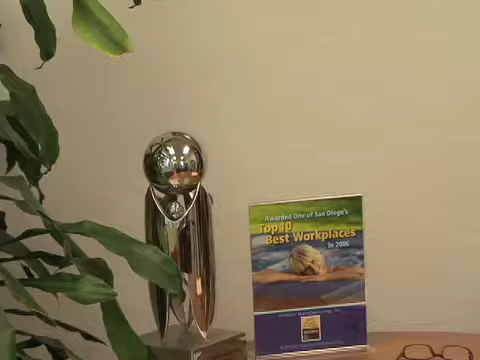 Awarded One of San Diego's
Top 10
Best Workplaces
in 2006